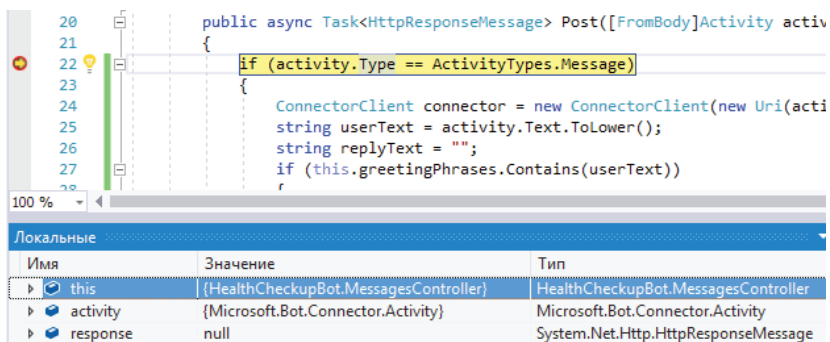 20 public async Task<HttpResponseMessage> Post([FromBody]Activity activ
21 {
22 if (activity.Type == ActivityTypes.Message)
23 {
24 ConnectorClient connector = new ConnectorClient(new Uri(acti
25 string userText = activity.Text.ToLower();
26 string replyText = "";
27 if (this.greetingPhrases.Contains(userText))
28 {
100 %
Локальные
Имя Значение Тип
this {HealthCheckupBot.MessagesController} HealthCheckupBot.MessagesController
activity {Microsoft.Bot.Connector.Activity} Microsoft.Bot.Connector.Activity
response null System.Net.Http.HttpResponseMessage